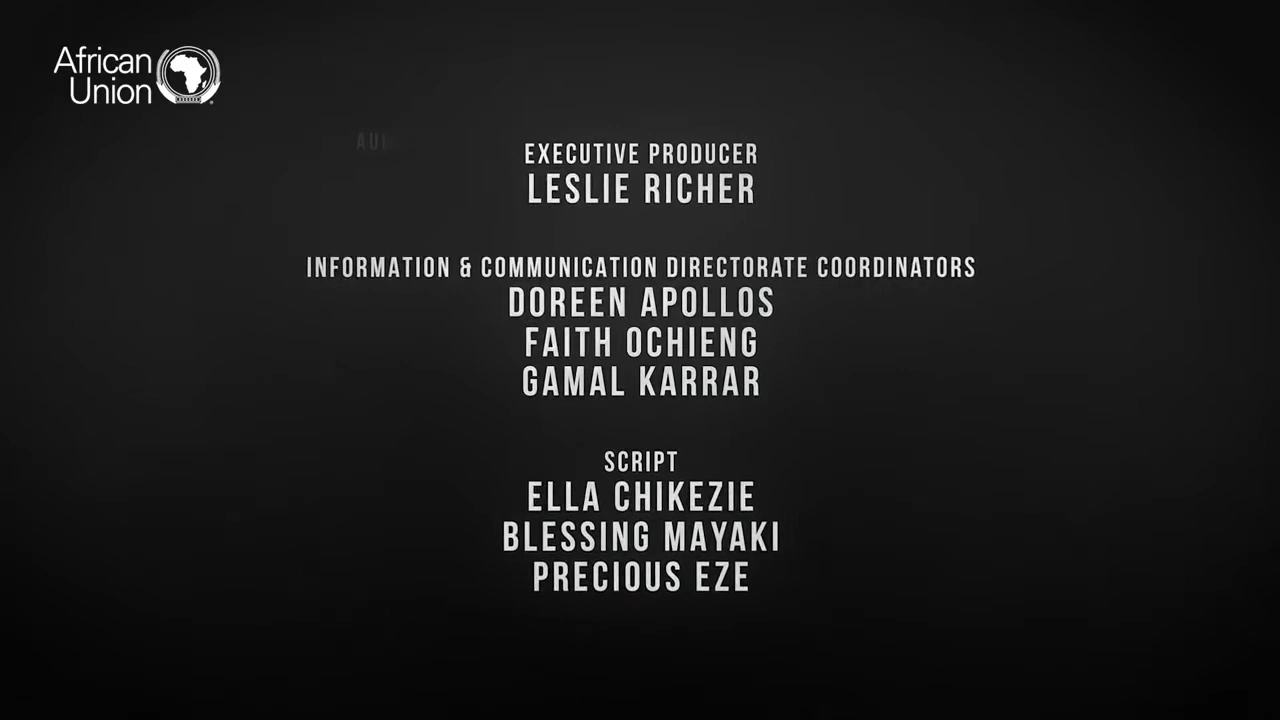 African
Union
EXECUTIVE PRODUCER
LESLIE RICHER
INFORMATION & COMMUNICATION DIRECTORATE COORDINATORS
DOREEN APOLLOS
FAITH OCHIENG
GAMAL KARRAR
SCRIPT
ELLA CHIKEZIE
BLESSING MAYAKI
PRECIOUS EZE